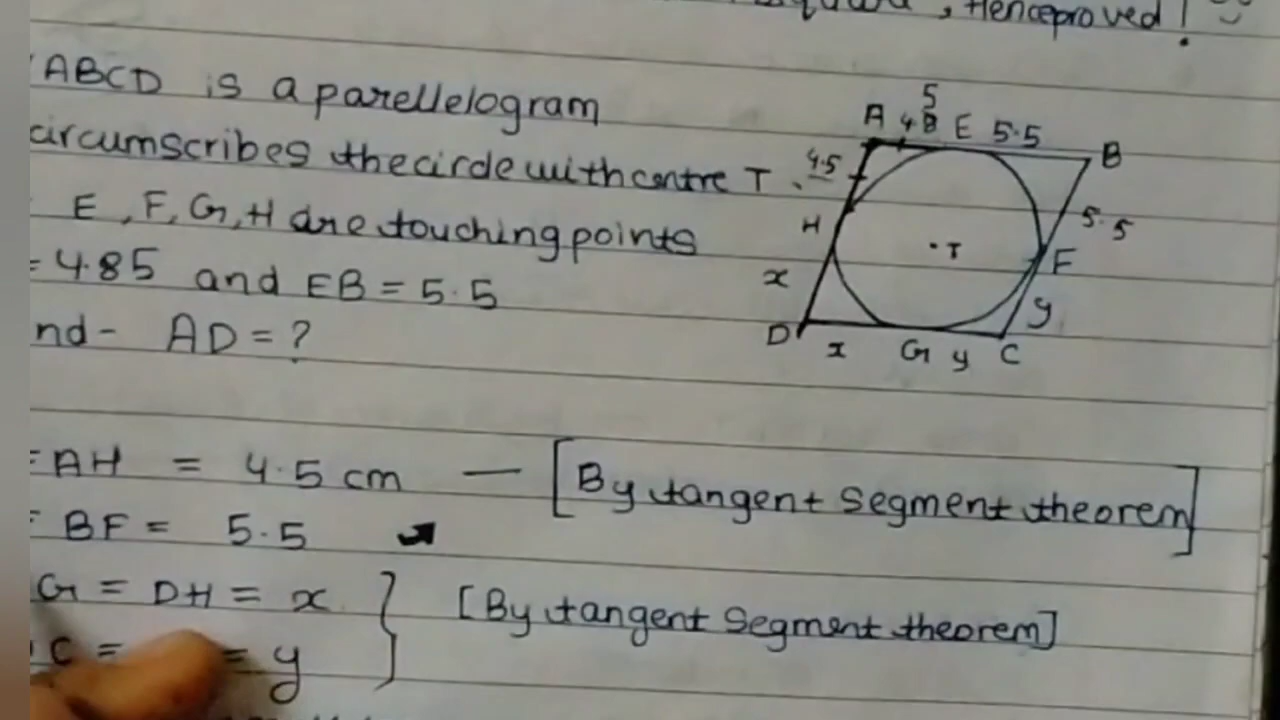 , Henceproved! 
ABCD is a parellelogram
circumscribes the circle with centre T.
E, F, G, H are touching points
= 4.85 and EB = 5.5
nd - AD = ?
5
A 4.8 E 5.5 B
4.5
H
5.5
.T
F
x
y
D x G y C
= AH = 4.5 cm — [By tangent segment theorem]
= BF = 5.5
G = DH = x } [By tangent segment theorem]
C = = y